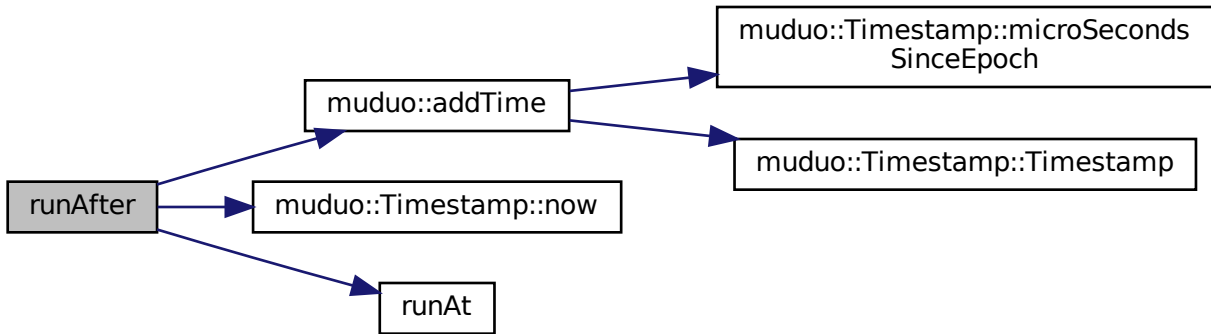 runAfter
muduo::addTime
muduo::Timestamp::microSeconds
SinceEpoch
muduo::Timestamp::Timestamp
muduo::Timestamp::now
runAt